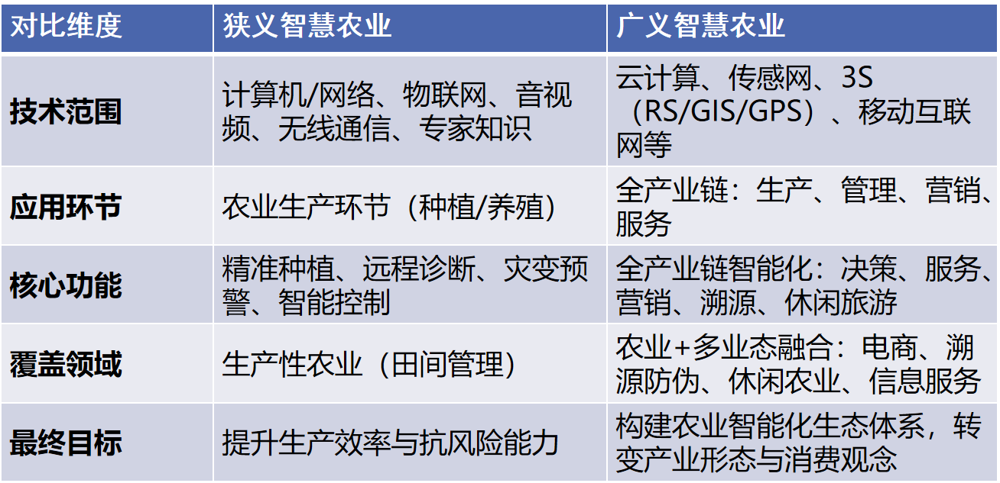 对比维度
狭义智慧农业
广义智慧农业
技术范围
计算机/网络、物联网、音视
频、无线通信、专家知识
云计算、传感网、3S
（RS/GIS/GPS）、移动互联
网等
应用环节
农业生产环节（种植/养殖）
全产业链：生产、管理、营销、
服务
核心功能
精准种植、远程诊断、灾变预
警、智能控制
全产业链智能化：决策、服务、
营销、溯源、休闲旅游
覆盖领域
生产性农业（田间管理）
农业+多业态融合：电商、溯
源防伪、休闲农业、信息服务
最终目标
提升生产效率与抗风险能力
构建农业智能化生态体系，转
变产业形态与消费观念